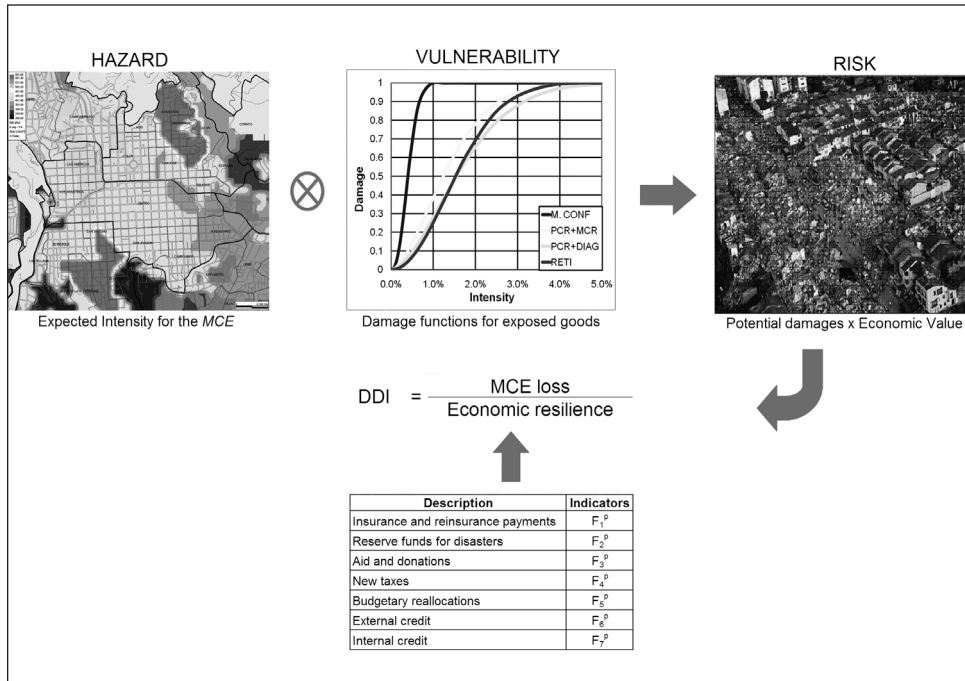 HAZARD
VULNERABILITY
RISK
1
0.9
0.8
0.7
0.6
0.5
0.4
0.3
0.2
0.1
0
Damage
M. CONF
PCR+MCR
PCR+DIAG
RETI
0.0% 1.0% 2.0% 3.0% 4.0% 5.0%
Intensity
Expected Intensity for the MCE
Damage functions for exposed goods
Potential damages x Economic Value
DDI = MCE loss
Economic resilience
Description Indicators
Insurance and reinsurance payments F₁ᵖ
Reserve funds for disasters F₂ᵖ
Aid and donations F₃ᵖ
New taxes F₄ᵖ
Budgetary reallocations F₅ᵖ
External credit F₆ᵖ
Internal credit F₇ᵖ